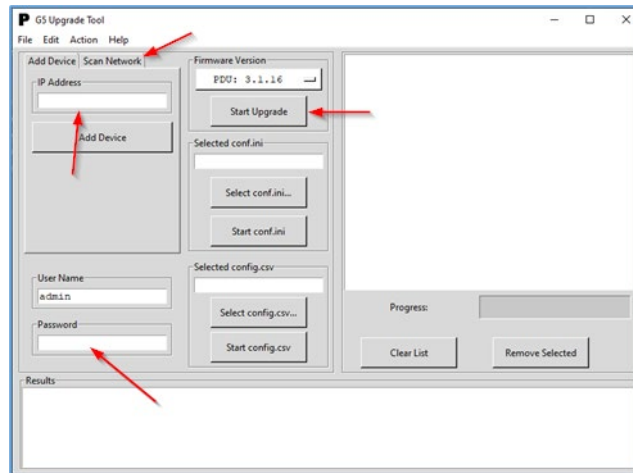 P G5 Upgrade Tool
File Edit Action Help
Add Device Scan Network
IP Address
Add Device
User Name
admin
Password
Firmware Version
PDU: 3.1.16
Start Upgrade
Selected conf.ini
Select conf.ini...
Start conf.ini
Selected config.csv
Select config.csv...
Start config.csv
Progress:
Clear List Remove Selected
Results